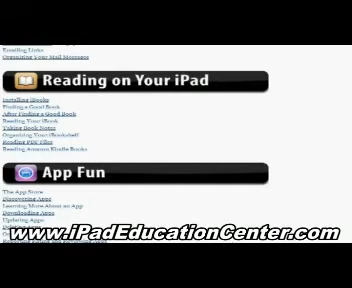 Emailing Links
Organizing Your Mail Messages
Reading on Your iPad
Installing iBooks
Finding a Good Book
After Finding a Good Book
Reading Your iBook
Taking Book Notes
Organizing Your iBookshelf
Reading PDF Files
Reading Amazon Kindle Books
App Fun
The App Store
Discovering Apps
Learning More About an App
Downloading Apps
Updating Apps
www.iPadEducationCenter.com